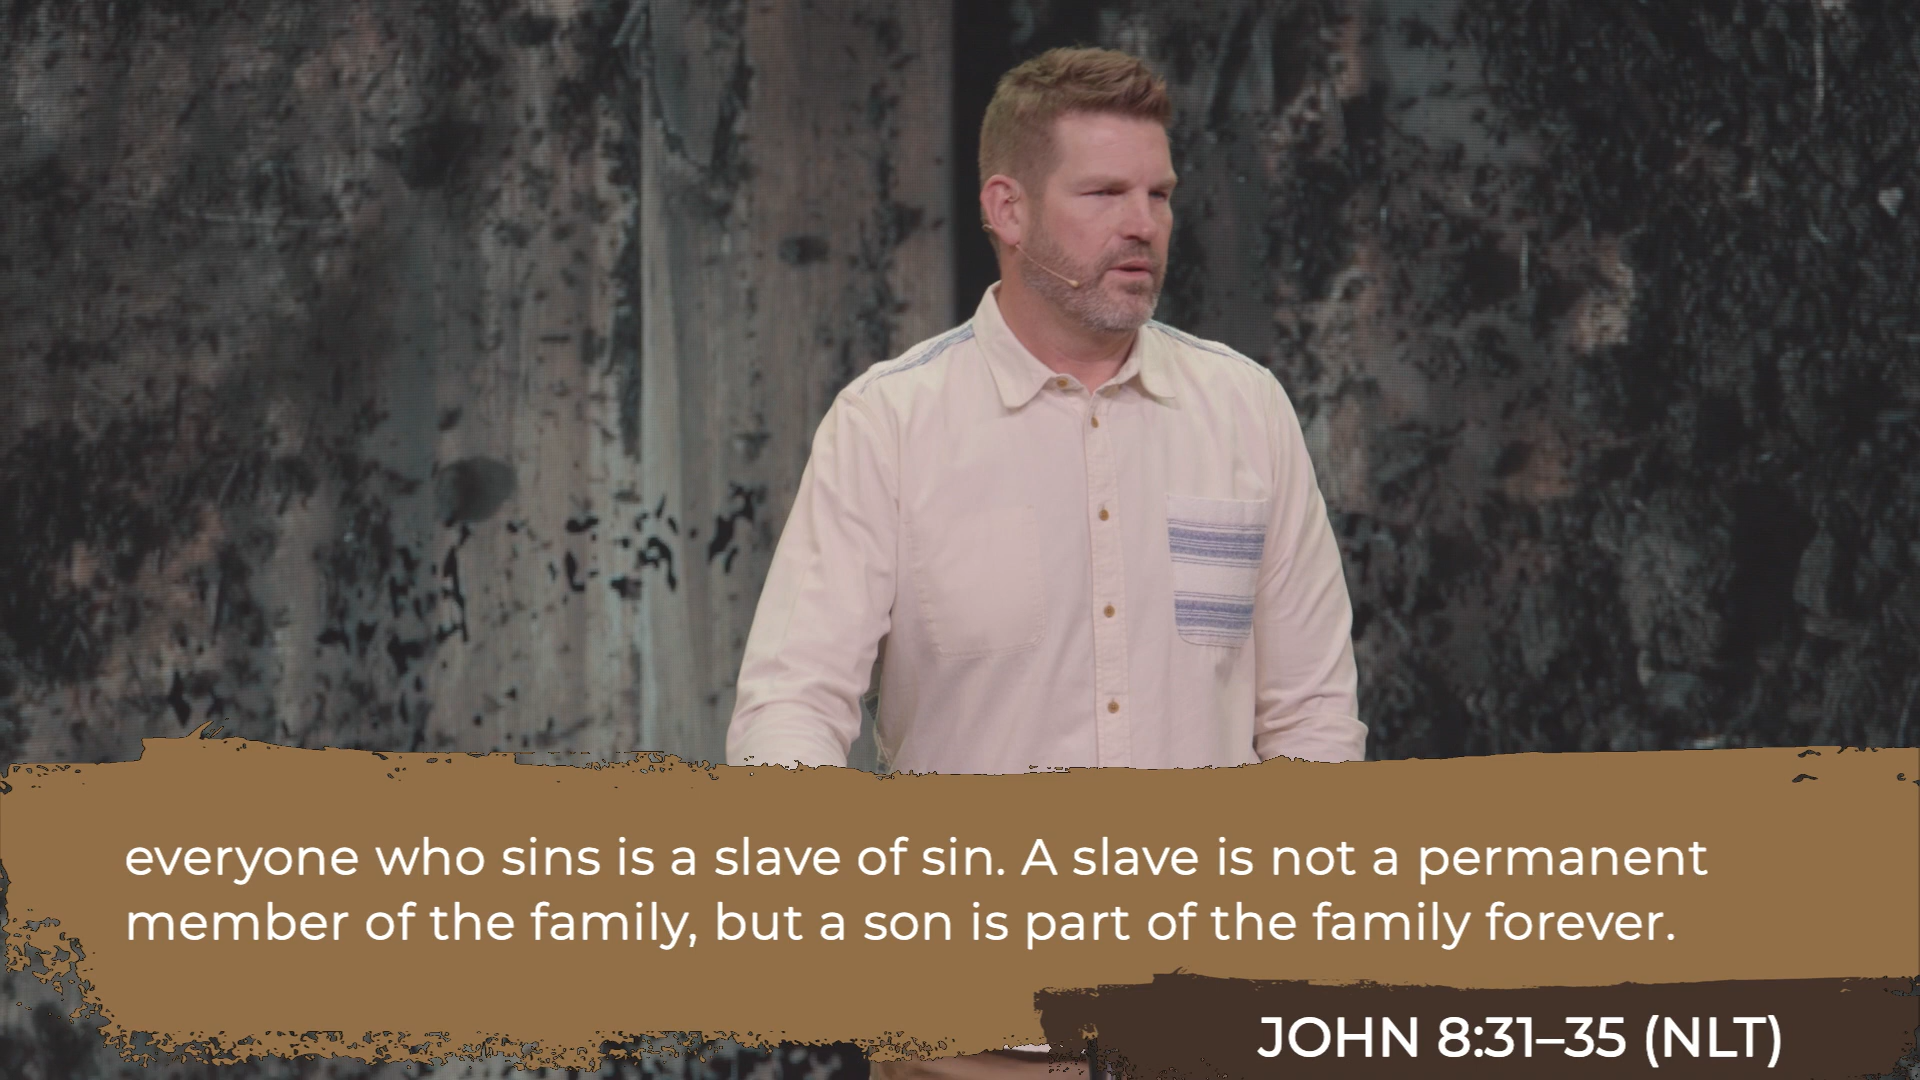 everyone who sins is a slave of sin. A slave is not a permanent
member of the family, but a son is part of the family forever.
JOHN 8:31–35 (NLT)